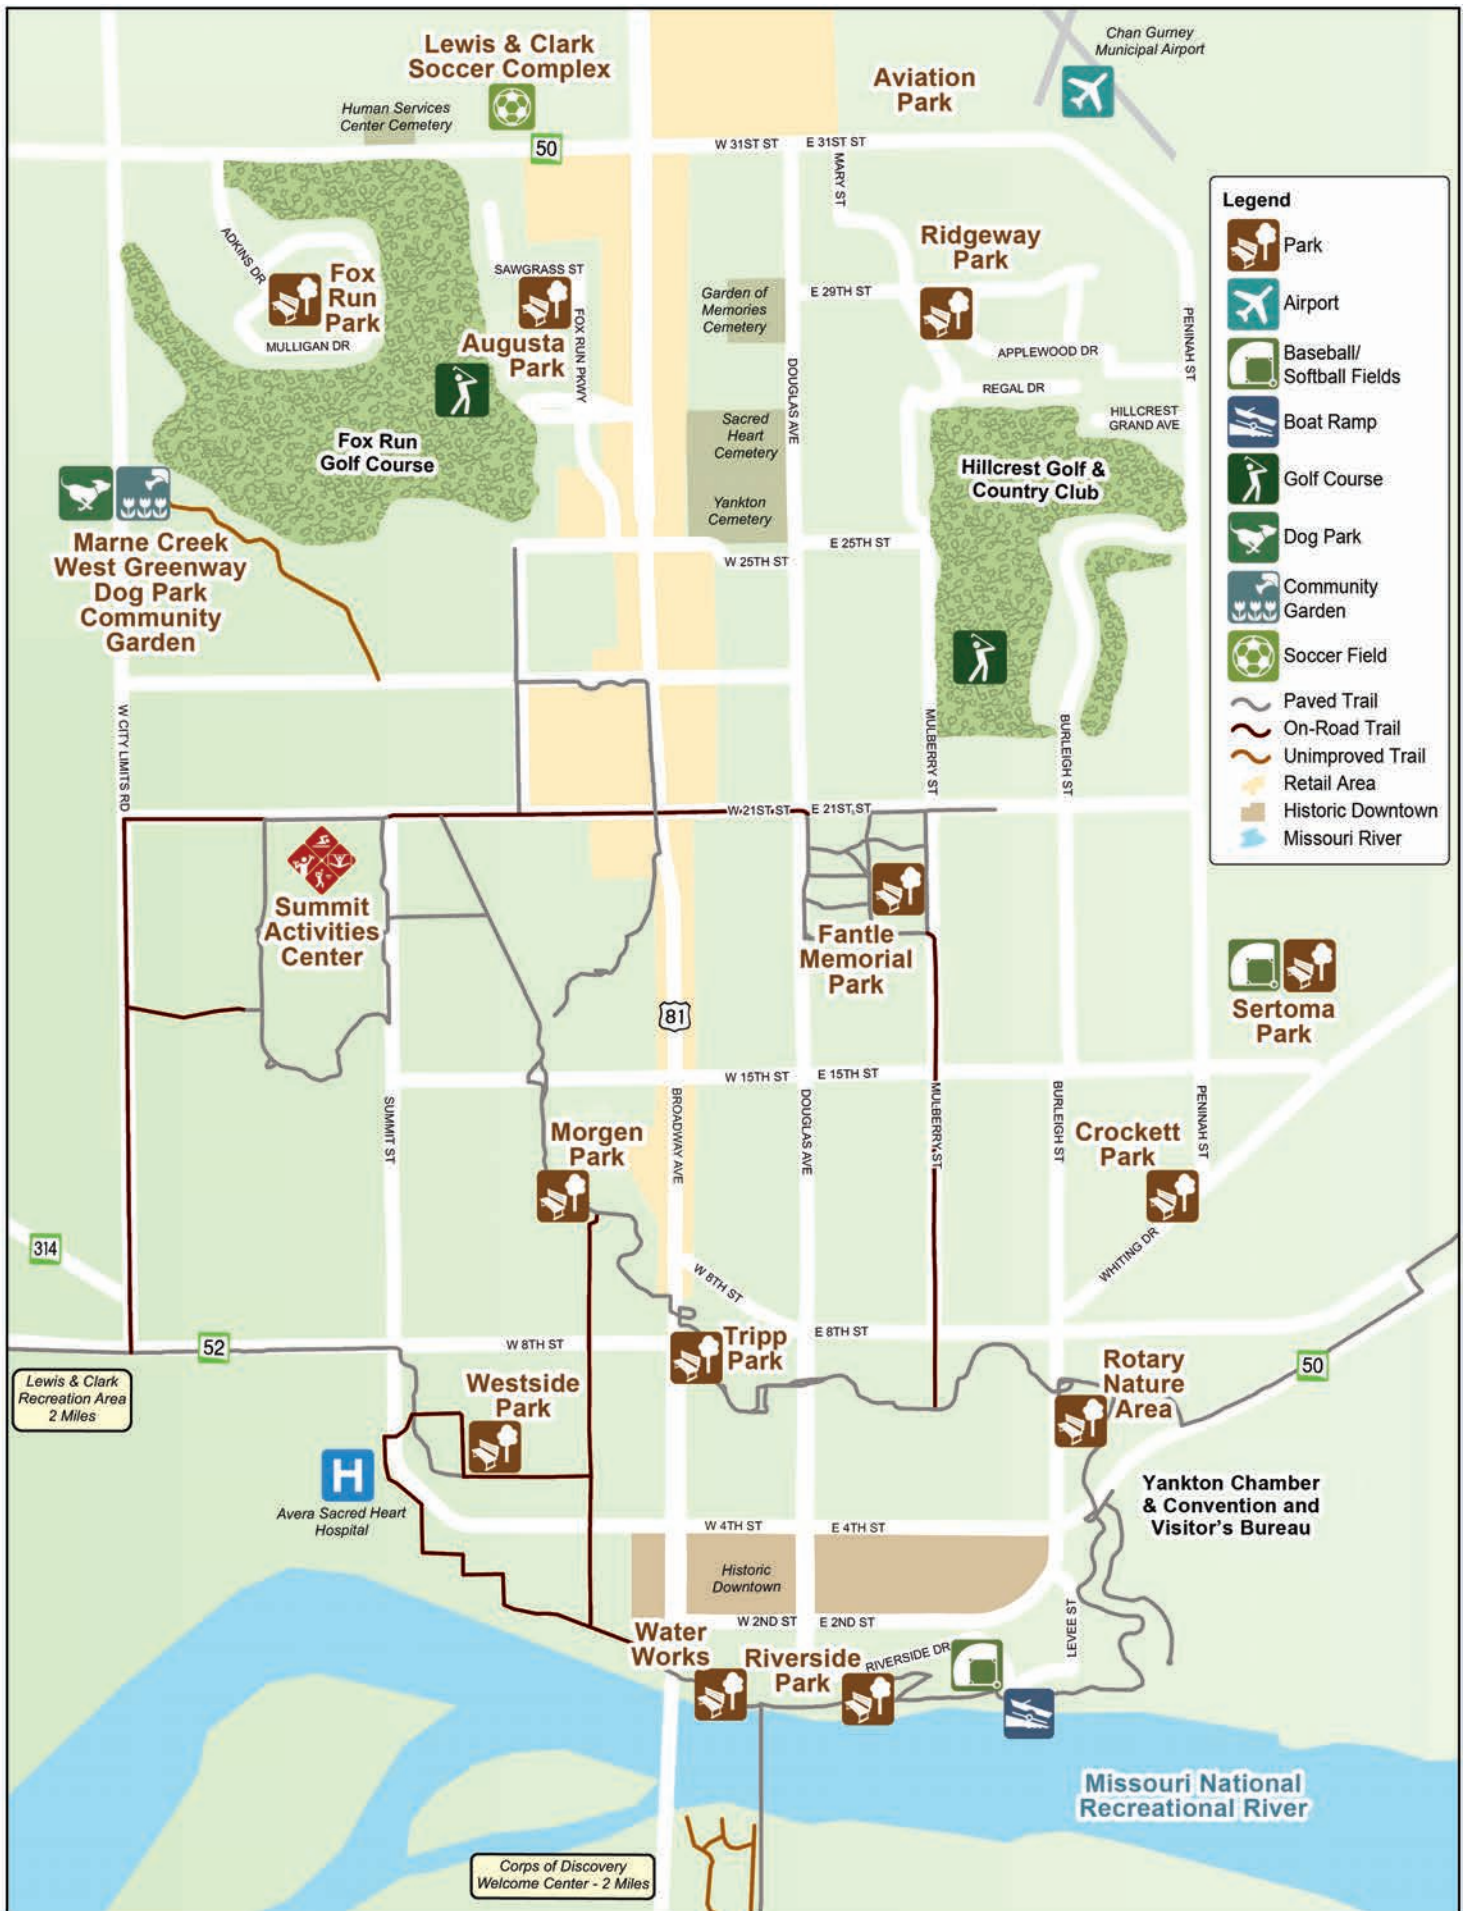 Lewis & Clark
Soccer Complex
Chan Gurney
Municipal Airport
Aviation
Park
Human Services
Center Cemetery
50
W 31ST ST
E 31ST ST
MARY ST
ADKINS DR
Fox
Run
Park
MULLIGAN DR
SAWGRASS ST
FOX RUN PKWY
Augusta
Park
Ridgeway
Park
Garden of
Memories
Cemetery
E 29TH ST
DOUGLAS AVE
APPLEWOOD DR
REGAL DR
PENINAH ST
HILLCREST
GRAND AVE
Fox Run
Golf Course
Sacred
Heart
Cemetery
Yankton
Cemetery
Hillcrest Golf &
Country Club
W 25TH ST
E 25TH ST
Marne Creek
West Greenway
Dog Park
Community
Garden
W CITY LIMITS RD
MULBERRY ST
BURLEIGH ST
Legend
Park
Airport
Baseball/
Softball Fields
Boat Ramp
Golf Course
Dog Park
Community
Garden
Soccer Field
Paved Trail
On-Road Trail
Unimproved Trail
Retail Area
Historic Downtown
Missouri River
W 21ST ST
E 21ST ST
Summit
Activities
Center
Fantle
Memorial
Park
Sertoma
Park
81
W 15TH ST
E 15TH ST
SUMMIT ST
BROADWAY AVE
DOUGLAS AVE
MULBERRY ST
BURLEIGH ST
PENINAH ST
Morgen
Park
Crockett
Park
WHITING DR
314
W 8TH ST
52
W 8TH ST
E 8TH ST
Tripp
Park
50
Lewis & Clark
Recreation Area
2 Miles
Westside
Park
Rotary
Nature
Area
H
Avera Sacred Heart
Hospital
Yankton Chamber
& Convention and
Visitor's Bureau
W 4TH ST
E 4TH ST
Historic
Downtown
W 2ND ST
E 2ND ST
LEVEE ST
Water
Works
Riverside
Park
RIVERSIDE DR
Missouri National
Recreational River
Corps of Discovery
Welcome Center - 2 Miles